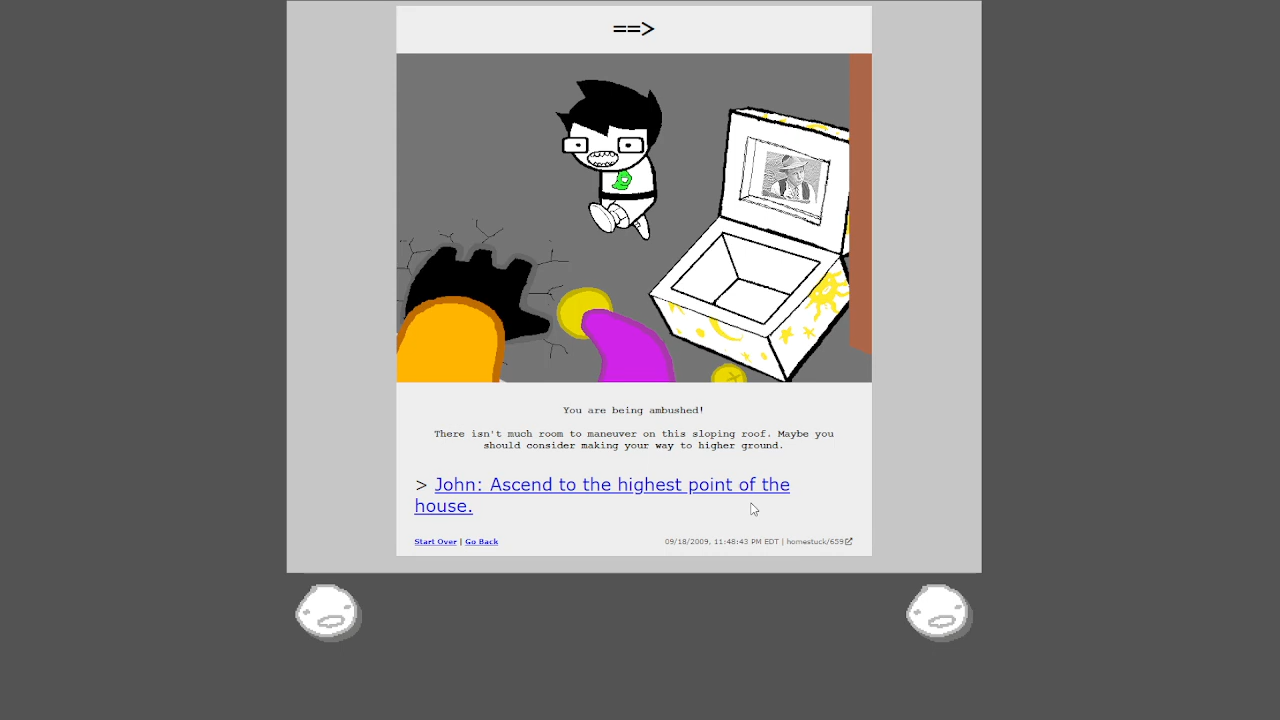 ==>
You are being ambushed!
There isn't much room to maneuver on this sloping roof. Maybe you
should consider making your way to higher ground.
> John: Ascend to the highest point of the
house.
Start Over | Go Back
09/18/2009, 11:48:43 PM EDT | homestuck/659